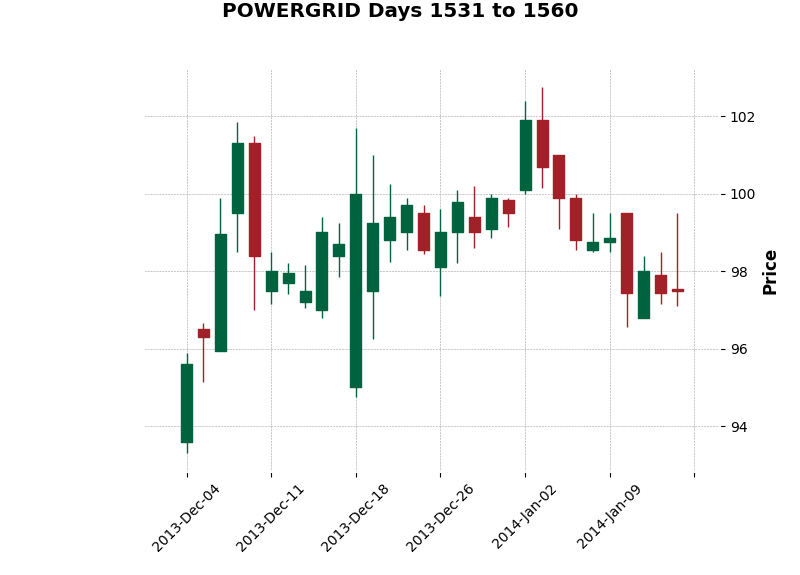 POWERGRID Days 1531 to 1560
102
100
98
96
94
Price
2013-Dec-04
2013-Dec-11
2013-Dec-18
2013-Dec-26
2014-Jan-02
2014-Jan-09